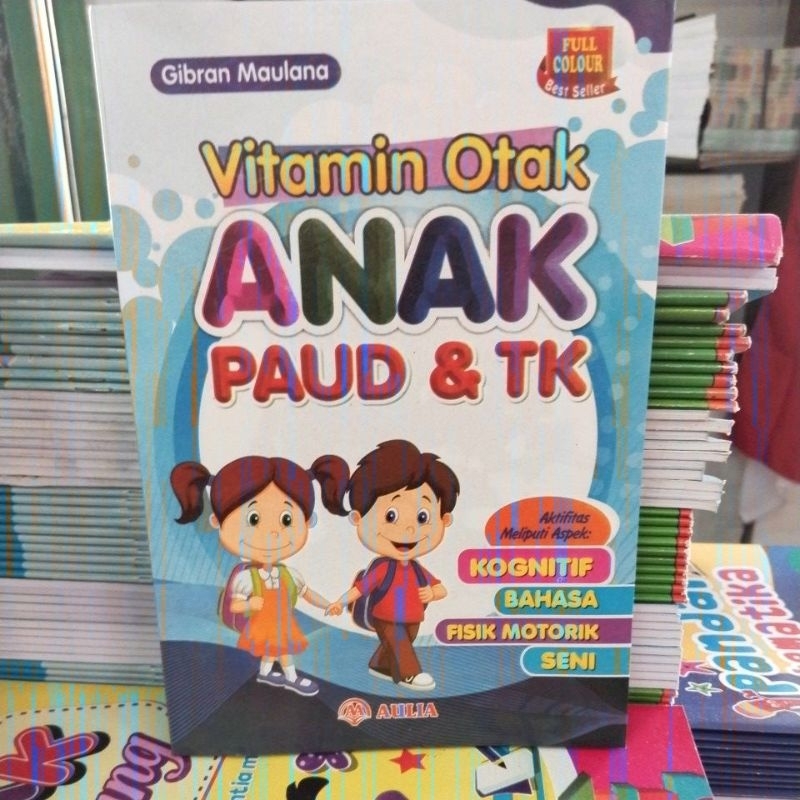 Gibran Maulana
FULL
COLOUR
Best Seller
Vitamin Otak
ANAK
PAUD & TK
Aktifitas
Meliputi Aspek:
KOGNITIF
BAHASA
FISIK MOTORIK
SENI
AULIA
Pandai